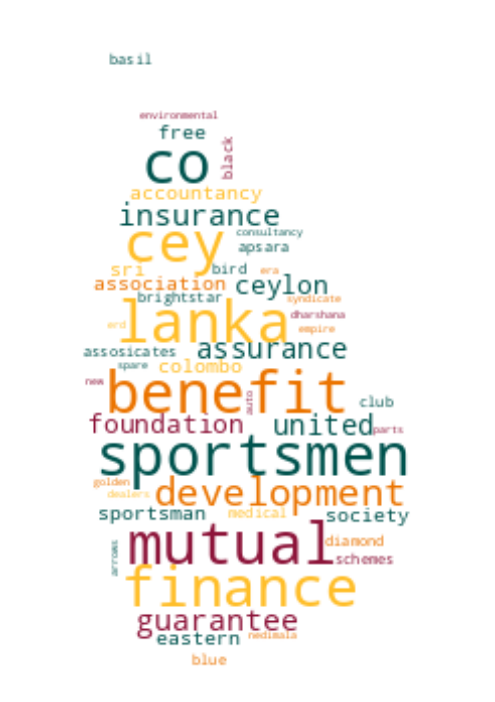 basil
environmental
free
co
black
accountancy
insurance
cey
consultancy
apsara
sri
bird
era
association
ceylon
brightstar
syndicate
lanka
dharshana
erd
empire
assosicates
assurance
spare
colombo
new
benefit
auto
club
foundation
united
parts
sportsmen
golden
dealers
development
sportsman
medical
society
mutual
diamond
arrows
schemes
finance
guarantee
eastern
nedimala
blue